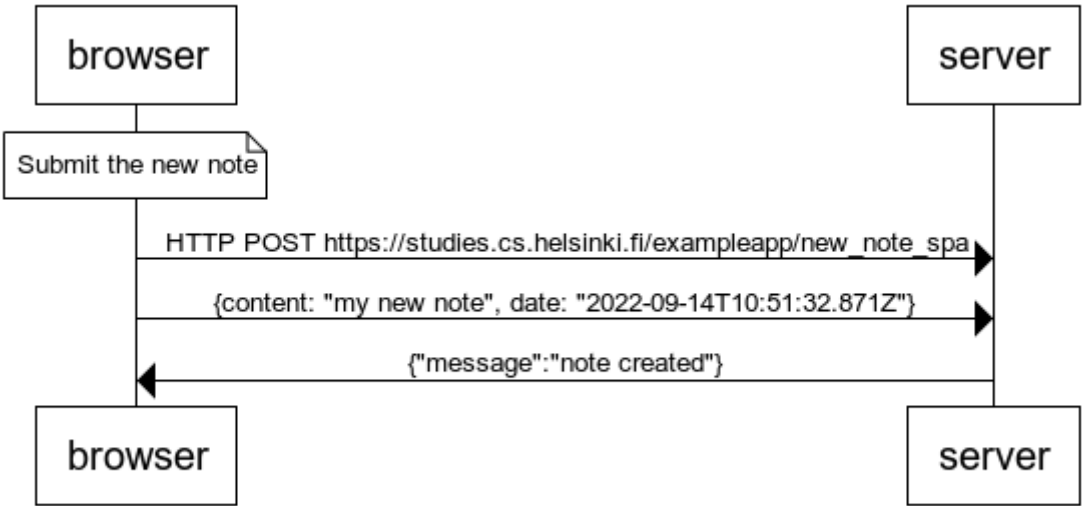 browser
server
Submit the new note
HTTP POST https://studies.cs.helsinki.fi/exampleapp/new_note_spa
{content: "my new note", date: "2022-09-14T10:51:32.871Z"}
{"message":"note created"}
browser
server